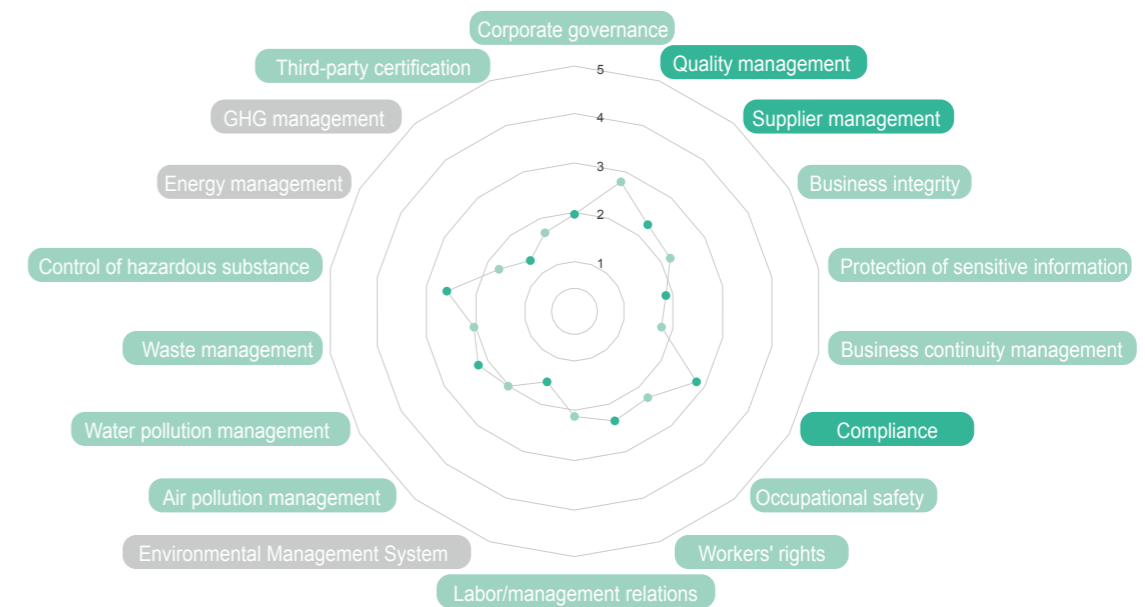 Corporate governance
Third-party certification
Quality management
5
GHG management
Supplier management
4
Energy management
Business integrity
3
2
Control of hazardous substance
Protection of sensitive information
1
Waste management
Business continuity management
Water pollution management
Compliance
Air pollution management
Occupational safety
Environmental Management System
Workers' rights
Labor/management relations